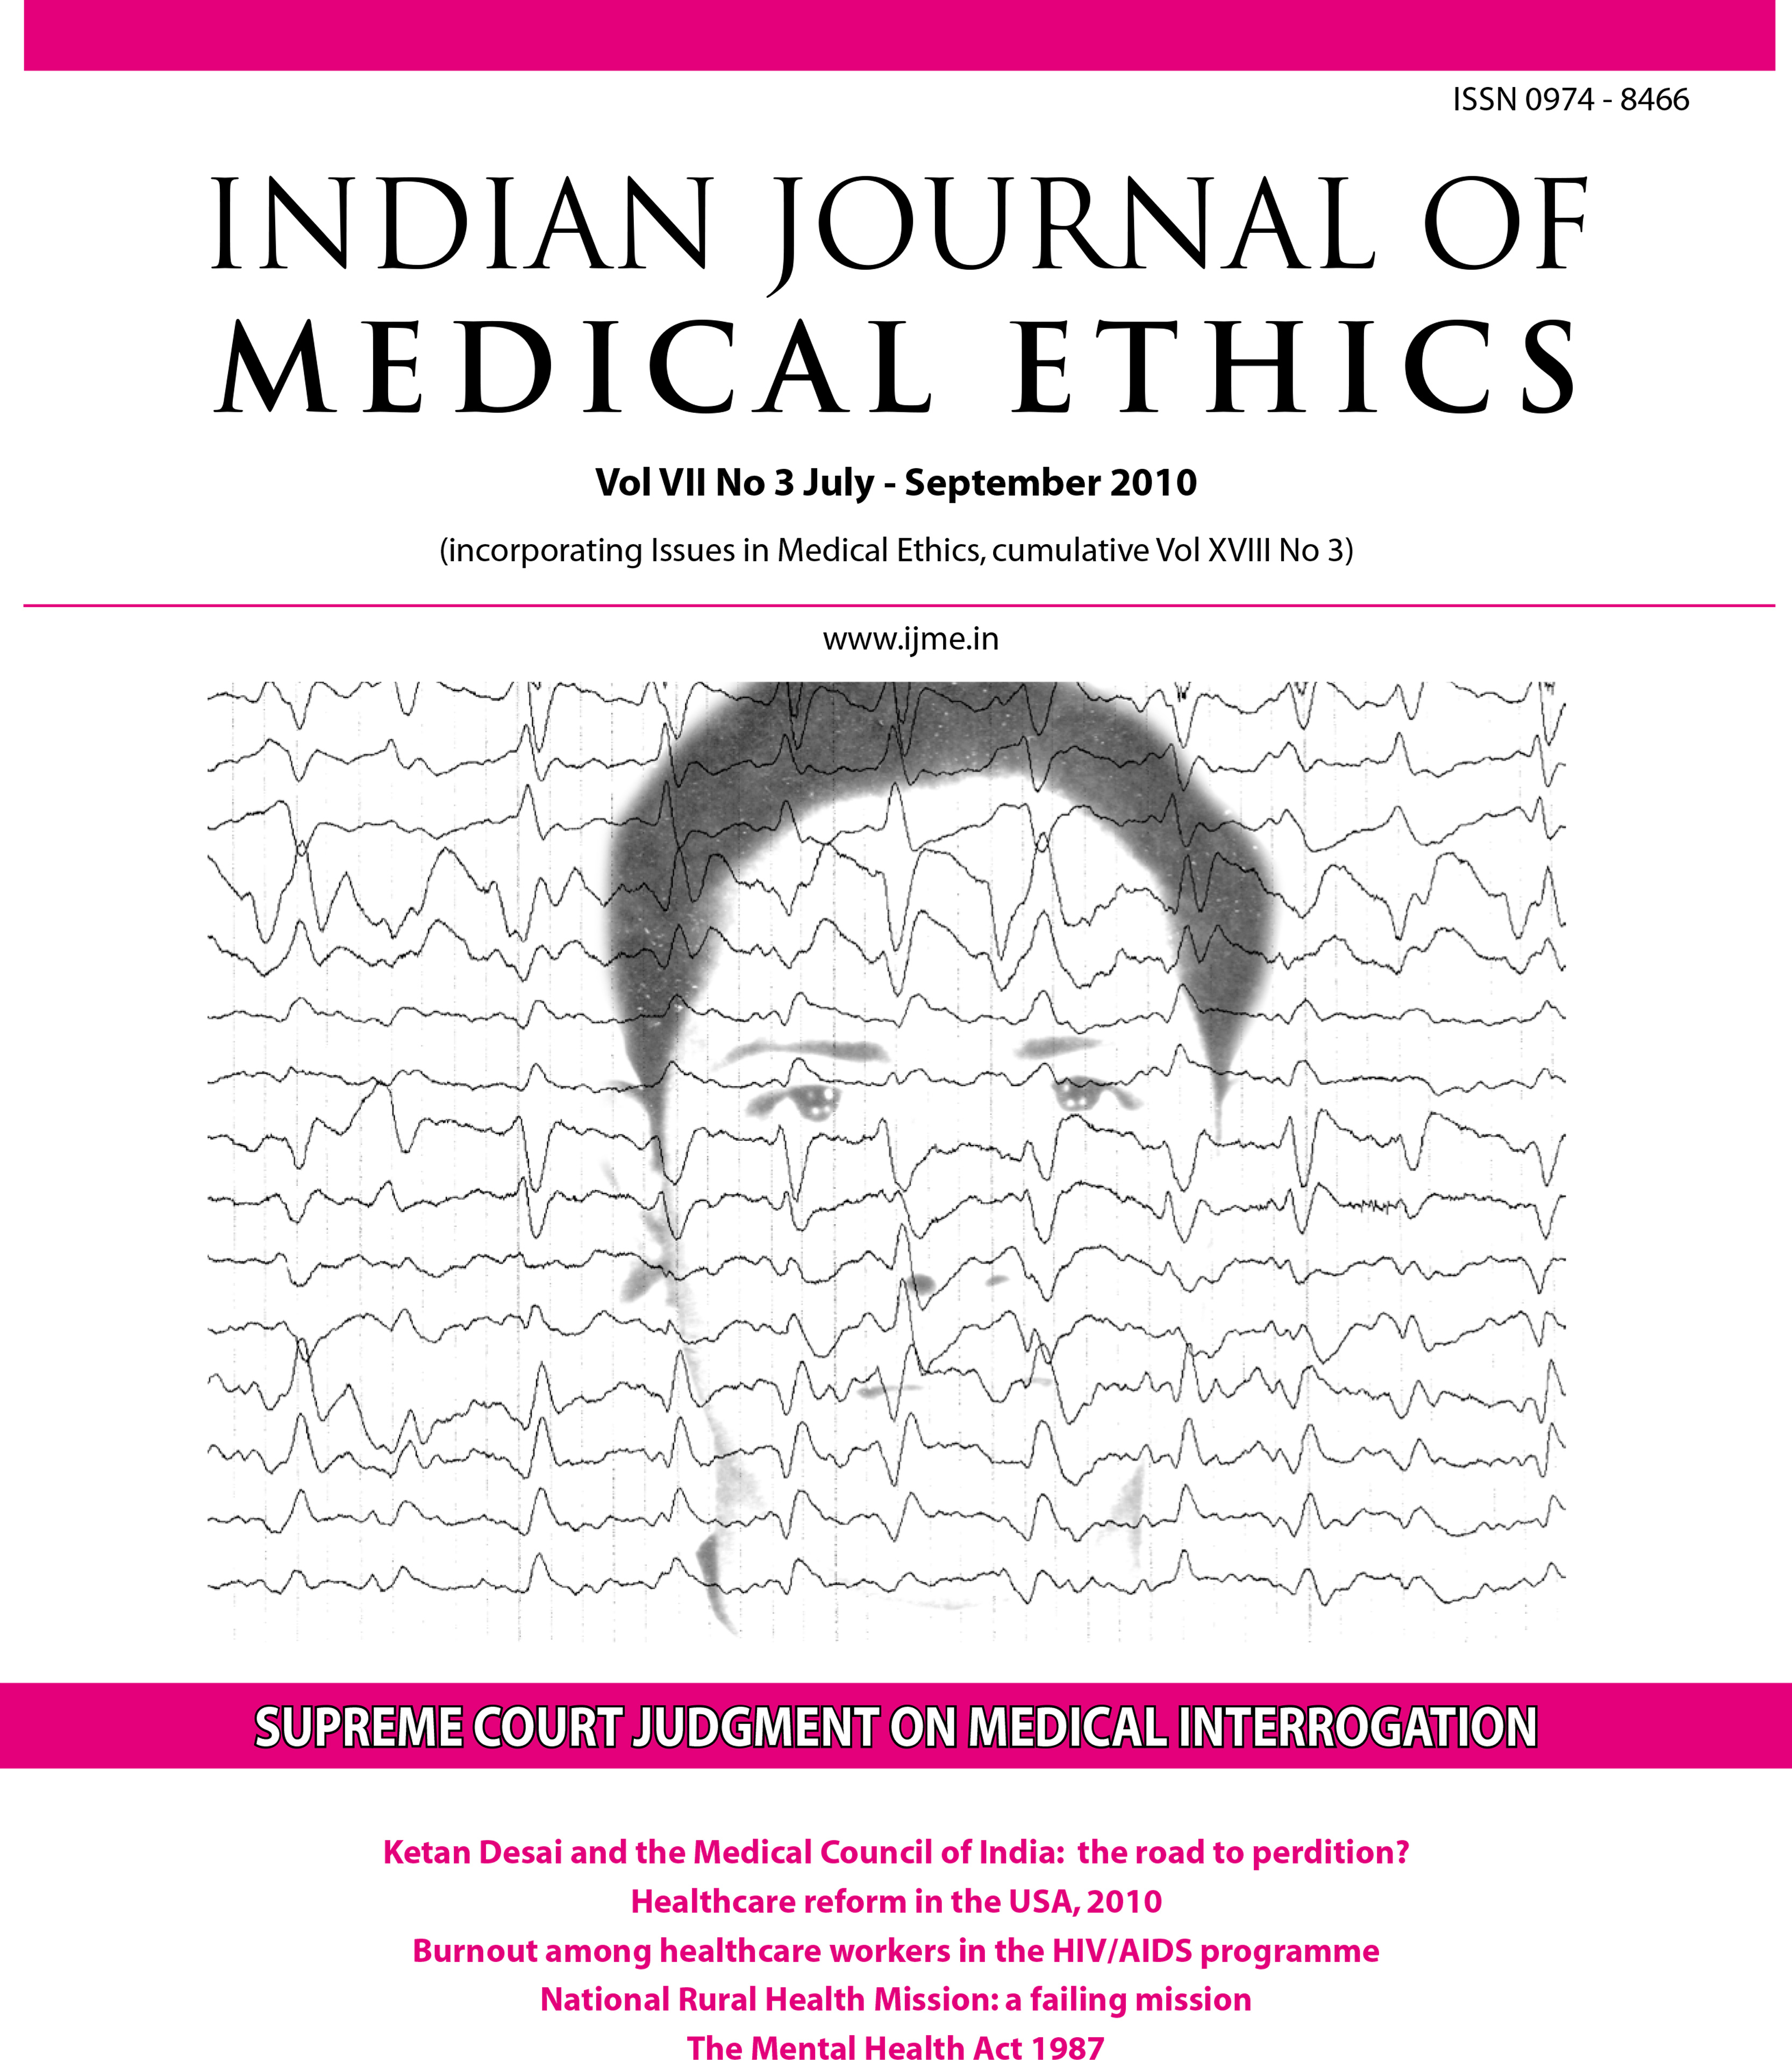 ISSN 0974 - 8466
INDIAN JOURNAL OF
MEDICAL ETHICS
Vol VII No 3 July - September 2010
(incorporating Issues in Medical Ethics, cumulative Vol XVIII No 3)
www.ijme.in
SUPREME COURT JUDGMENT ON MEDICAL INTERROGATION
Ketan Desai and the Medical Council of India:  the road to perdition?
Healthcare reform in the USA, 2010
Burnout among healthcare workers in the HIV/AIDS programme
National Rural Health Mission: a failing mission
The Mental Health Act 1987